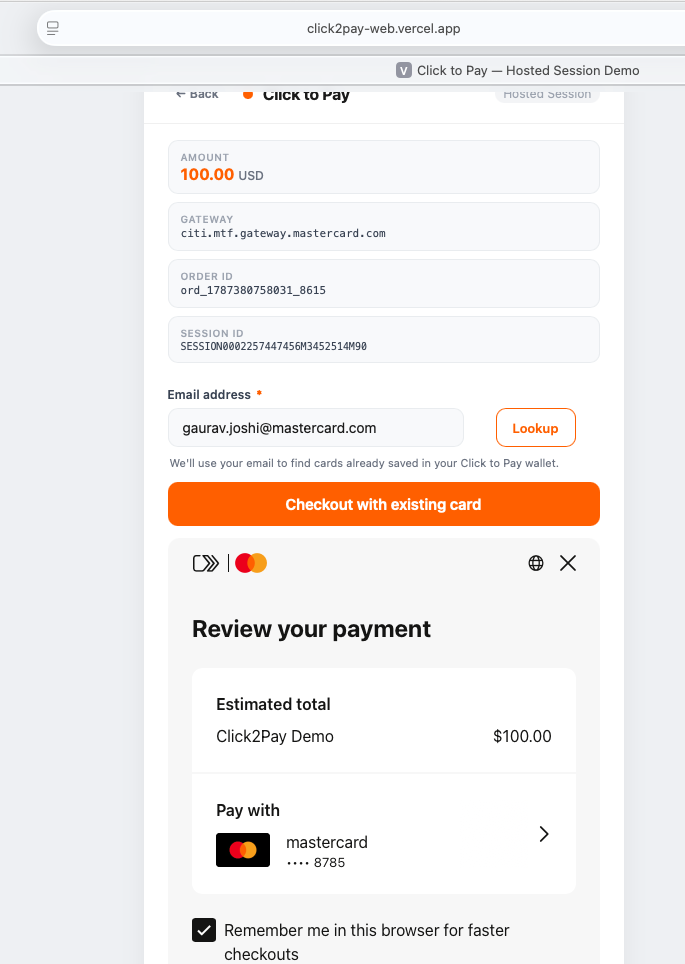 click2pay-web.vercel.app
V Click to Pay — Hosted Session Demo
← Back Click to Pay Hosted Session
AMOUNT
100.00 USD
GATEWAY
citi.mtf.gateway.mastercard.com
ORDER ID
ord_1787380758031_8615
SESSION ID
SESSION0002257447456M3452514M90
Email address *
gaurav.joshi@mastercard.com
Lookup
We'll use your email to find cards already saved in your Click to Pay wallet.
Checkout with existing card
Review your payment
Estimated total
Click2Pay Demo $100.00
Pay with
mastercard
•••• 8785
Remember me in this browser for faster
checkouts